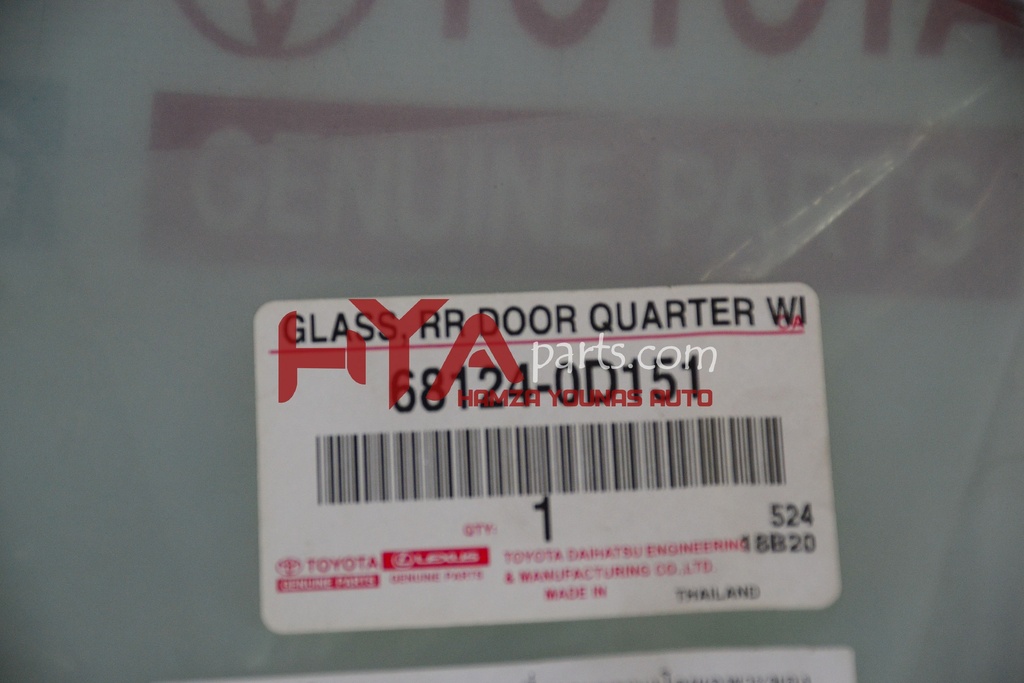 TOYOTA
GENUINE PARTS
GLASS, RR DOOR QUARTER WI
68124-0D151
HYA parts.com
HAMZA YOUNAS AUTO
QTY: 1
524
18B20
TOYOTA
GENUINE PARTS
LEXUS
GENUINE PARTS
TOYOTA DAIHATSU ENGINEERING
& MANUFACTURING CO.,LTD.
MADE IN THAILAND